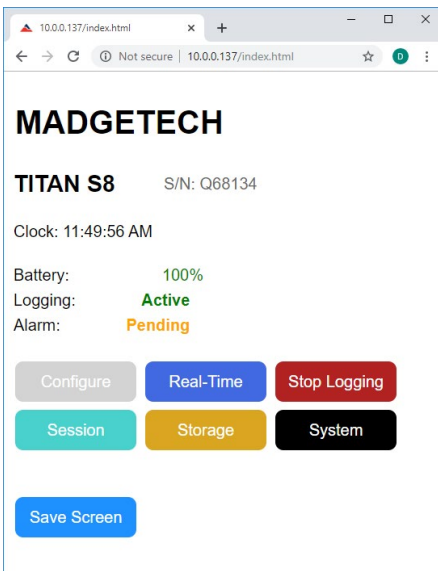 10.0.0.137/index.html
Not secure | 10.0.0.137/index.html
D
MADGETECH
TITAN S8 S/N: Q68134
Clock: 11:49:56 AM
Battery: 100%
Logging: Active
Alarm: Pending
Configure Real-Time Stop Logging
Session Storage System
Save Screen